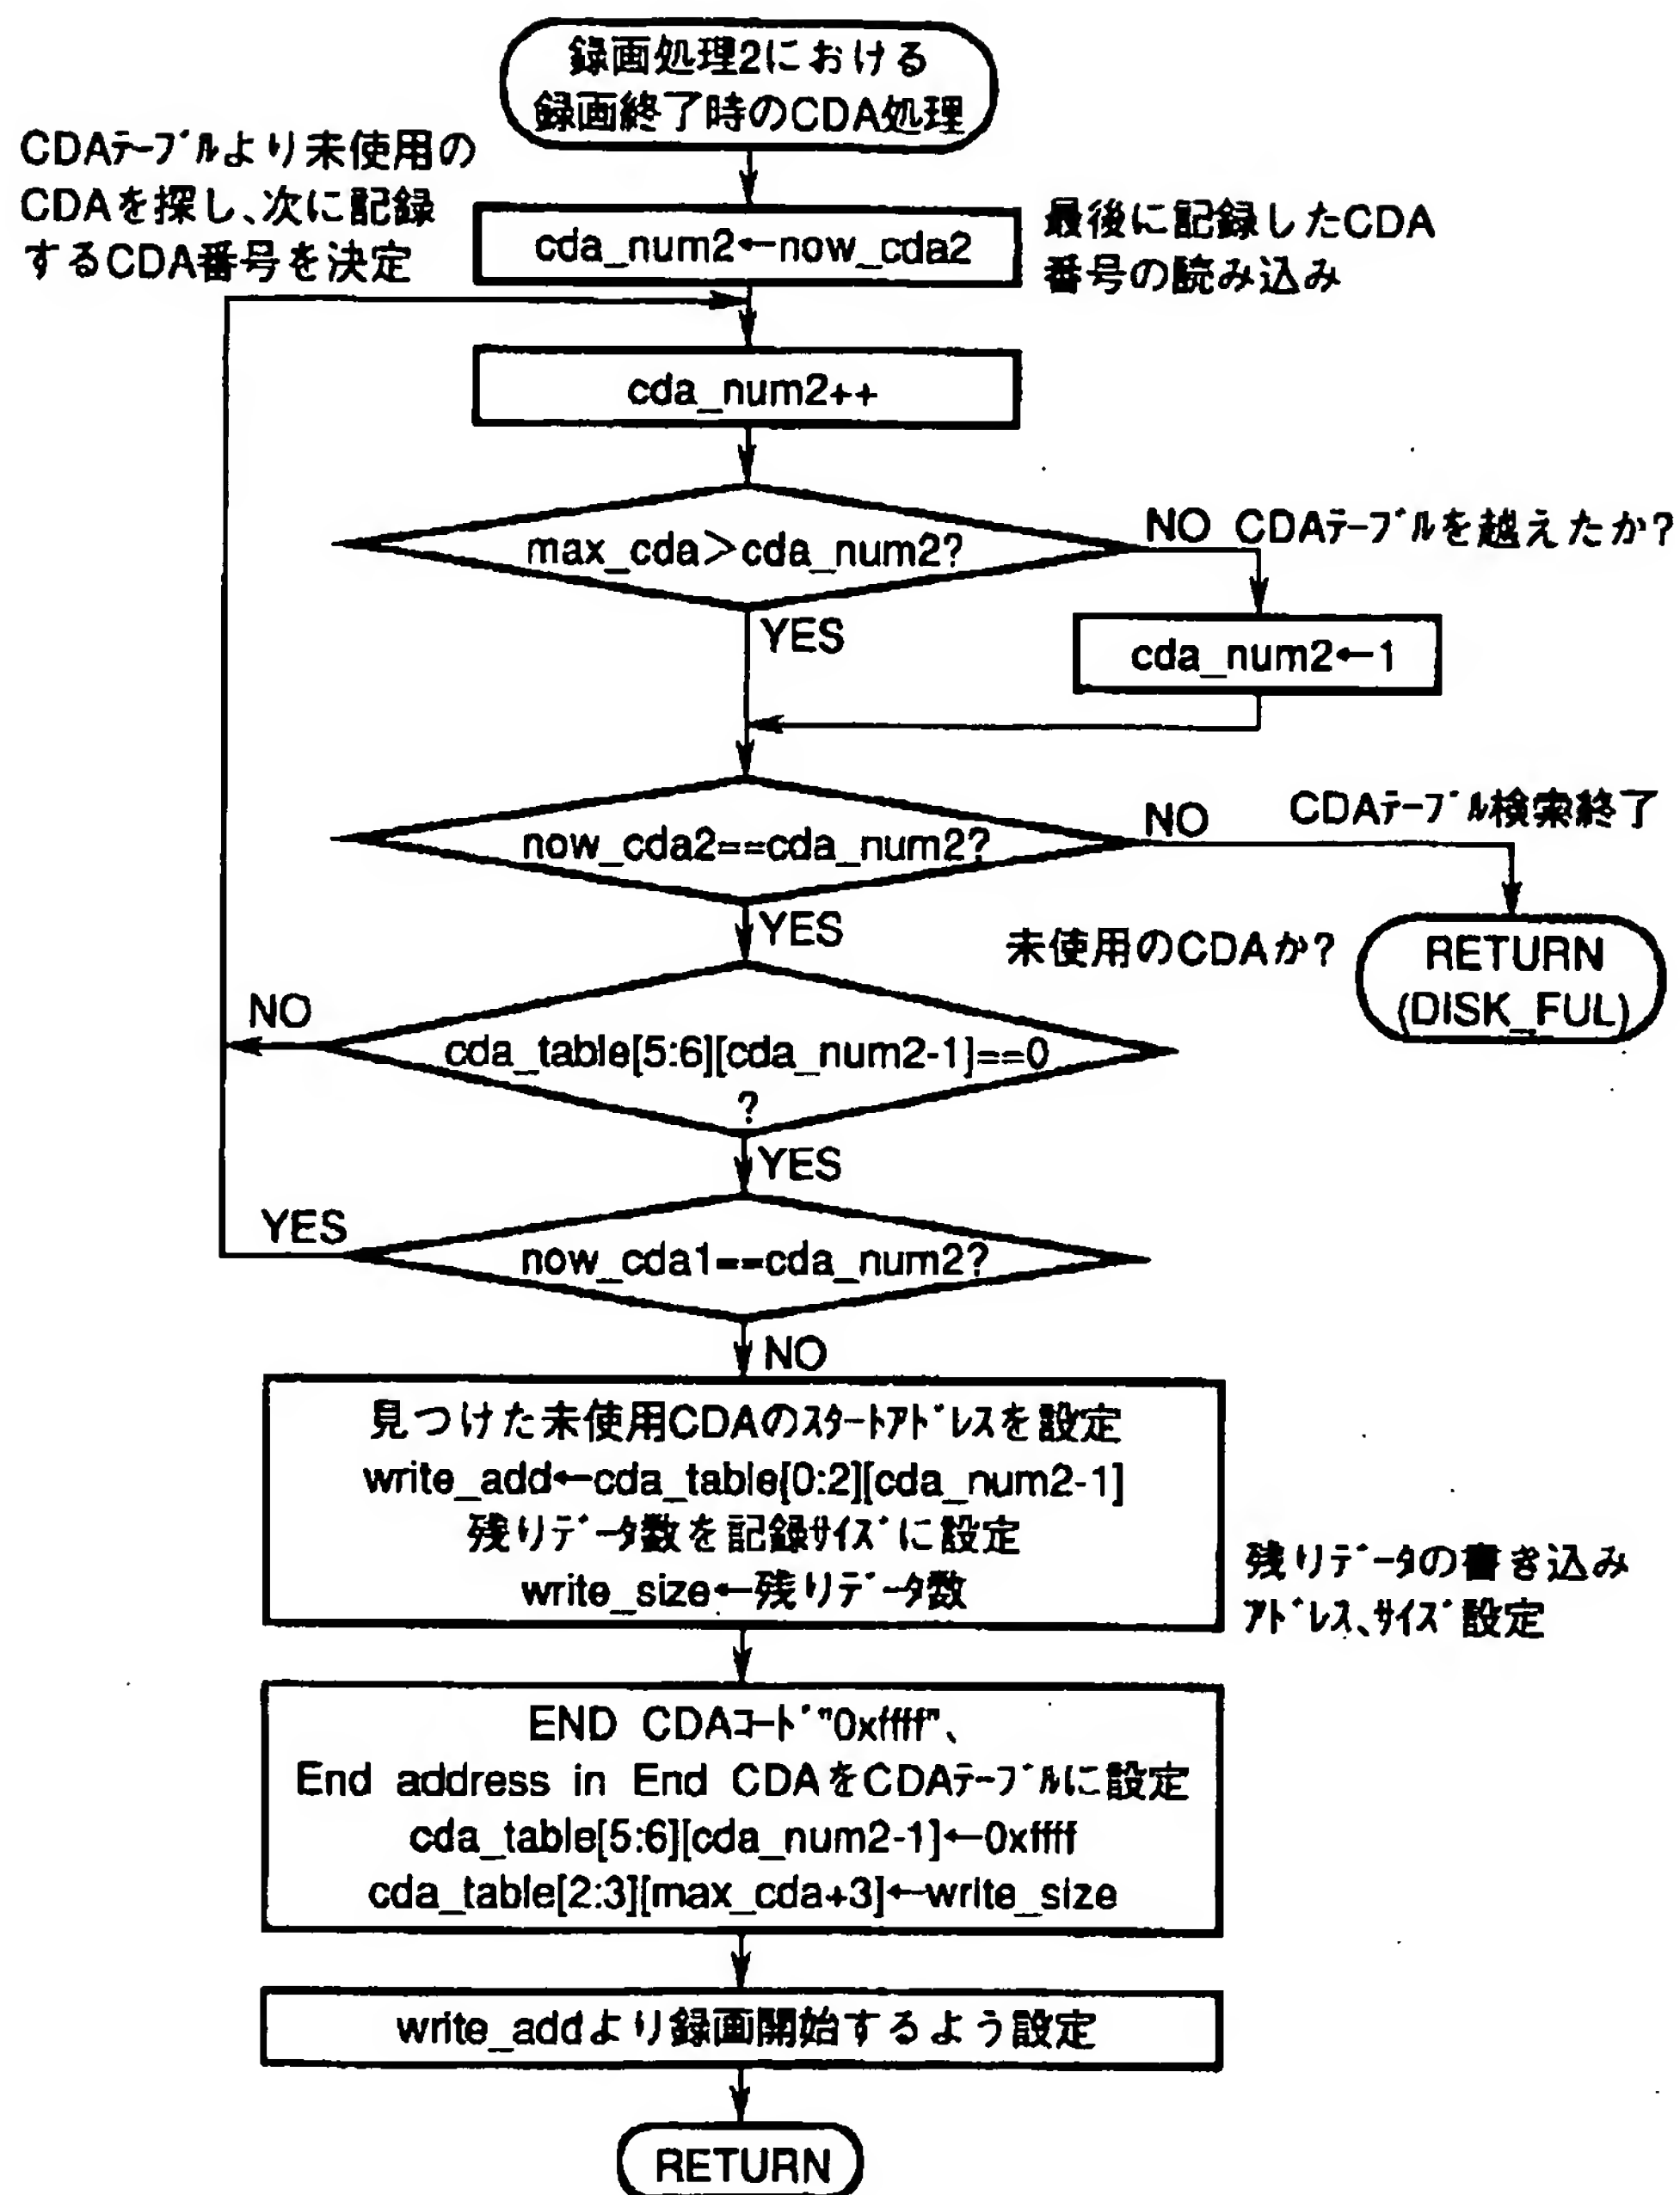 録画処理2における
録画終了時のCDA処理
CDAﾃｰﾌﾞﾙより未使用の
CDAを探し、次に記録
するCDA番号を決定
cda_num2←now_cda2
最後に記録したCDA
番号の読み込み
cda_num2++
max_cda>cda_num2?
NO CDAﾃｰﾌﾞﾙを越えたか?
YES
cda_num2←1
now_cda2==cda_num2?
NO CDAﾃｰﾌﾞﾙ検索終了
YES
未使用のCDAか?
RETURN
(DISK_FUL)
NO
cda_table[5:6][cda_num2-1]==0
?
YES
YES
now_cda1==cda_num2?
NO
見つけた未使用CDAのｽﾀｰﾄｱﾄﾞﾚｽを設定
write_add←cda_table[0:2][cda_num2-1]
残りﾃﾞｰﾀ数を記録ｻｲｽﾞに設定
write_size←残りﾃﾞｰﾀ数
残りﾃﾞｰﾀの書き込み
ｱﾄﾞﾚｽ、ｻｲｽﾞ設定
END CDAｺｰﾄﾞ"0xffff"、
End address in End CDAをCDAﾃｰﾌﾞﾙに設定
cda_table[5:6][cda_num2-1]←0xffff
cda_table[2:3][max_cda+3]←write_size
write_addより録画開始するよう設定
RETURN